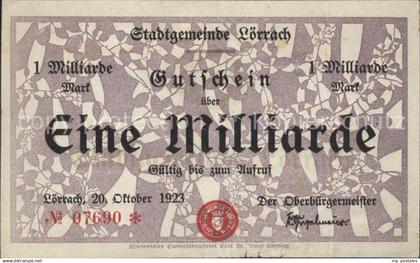 Stadtgemeinde Lörrach
1 Milliarde Mark
1 Milliarde Mark
Gutschein
über
Eine Milliarde
Gültig bis zum Aufruf
Lörrach, 20. Oktober 1923
Der Oberbürgermeister
№ 07690 *